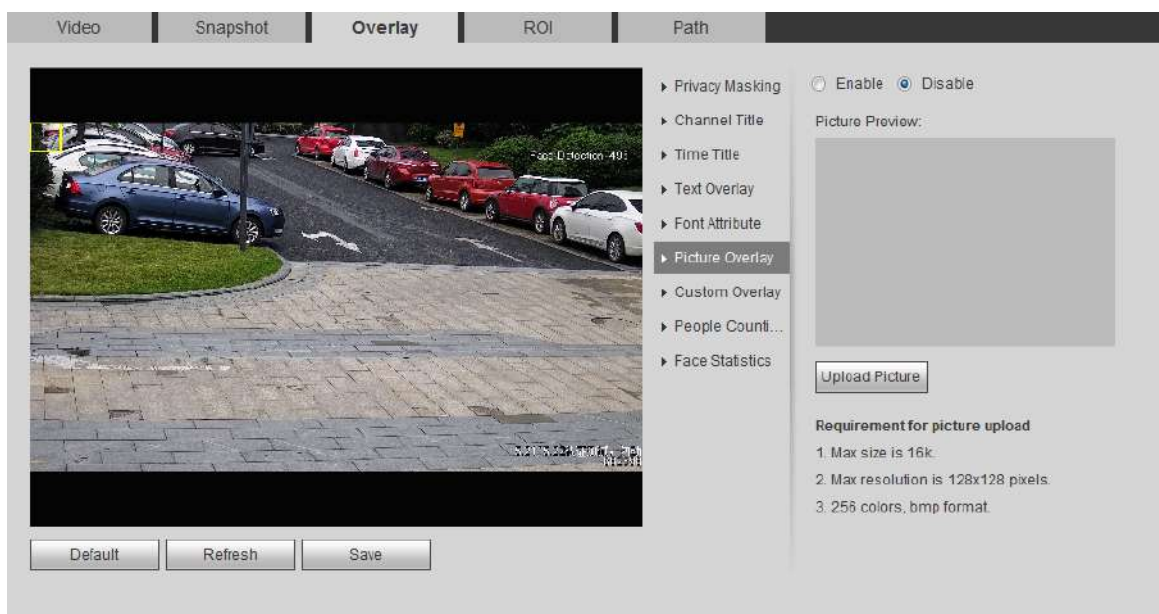 Video
Snapshot
Overlay
ROI
Path
Privacy Masking
Channel Title
Time Title
Text Overlay
Font Attribute
Picture Overlay
Custom Overlay
People Counti...
Face Statistics
Enable
Disable
Picture Preview:
Face Detection
Upload Picture
Requirement for picture upload
1. Max size is 16k.
2. Max resolution is 128x128 pixels.
3. 256 colors, bmp format.
Default
Refresh
Save